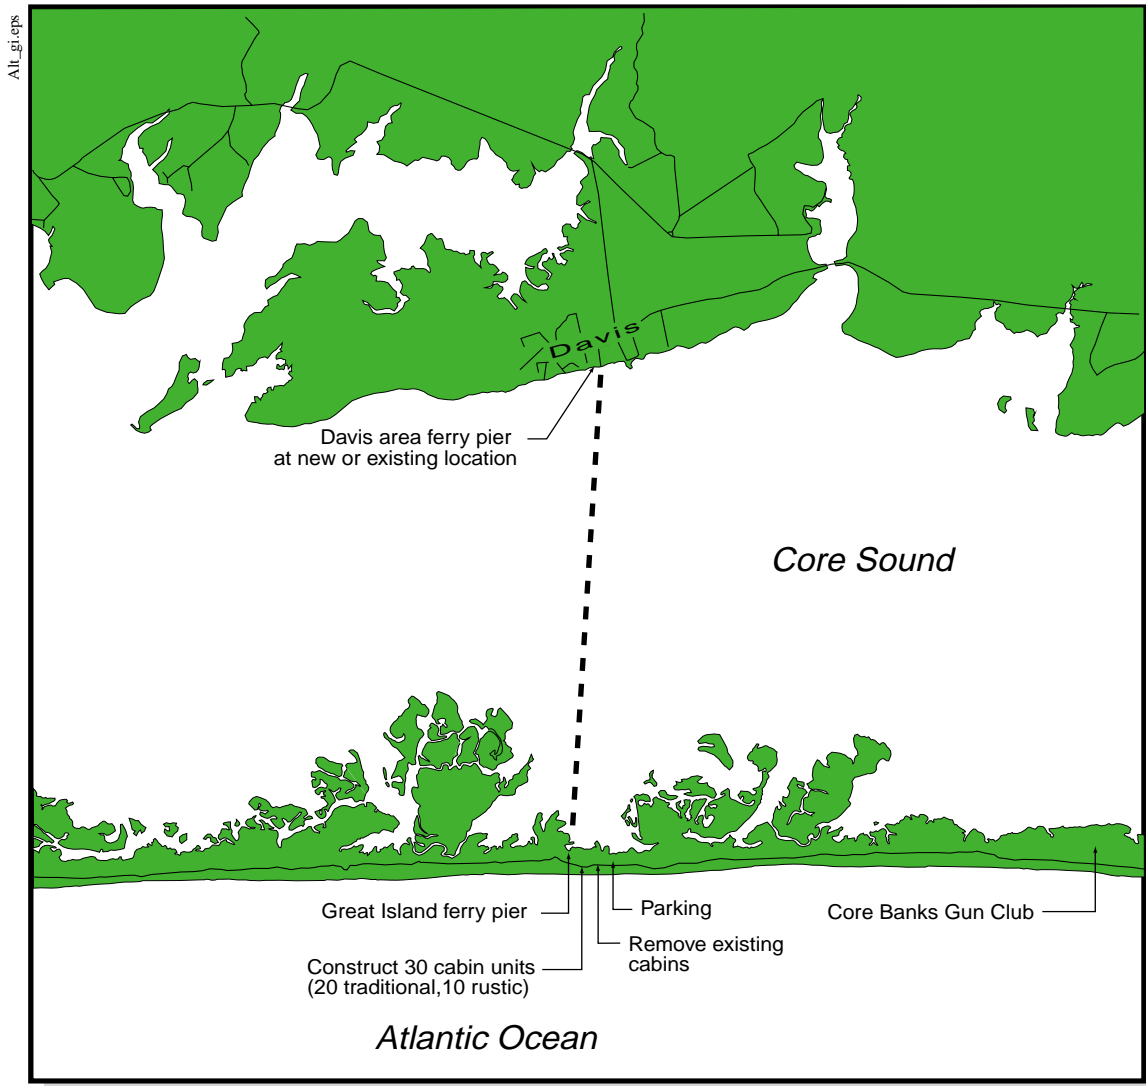 Alt_gi.eps
Davis
Davis area ferry pier
at new or existing location
Core Sound
Great Island ferry pier
Parking
Core Banks Gun Club
Remove existing
cabins
Construct 30 cabin units
(20 traditional,10 rustic)
Atlantic Ocean